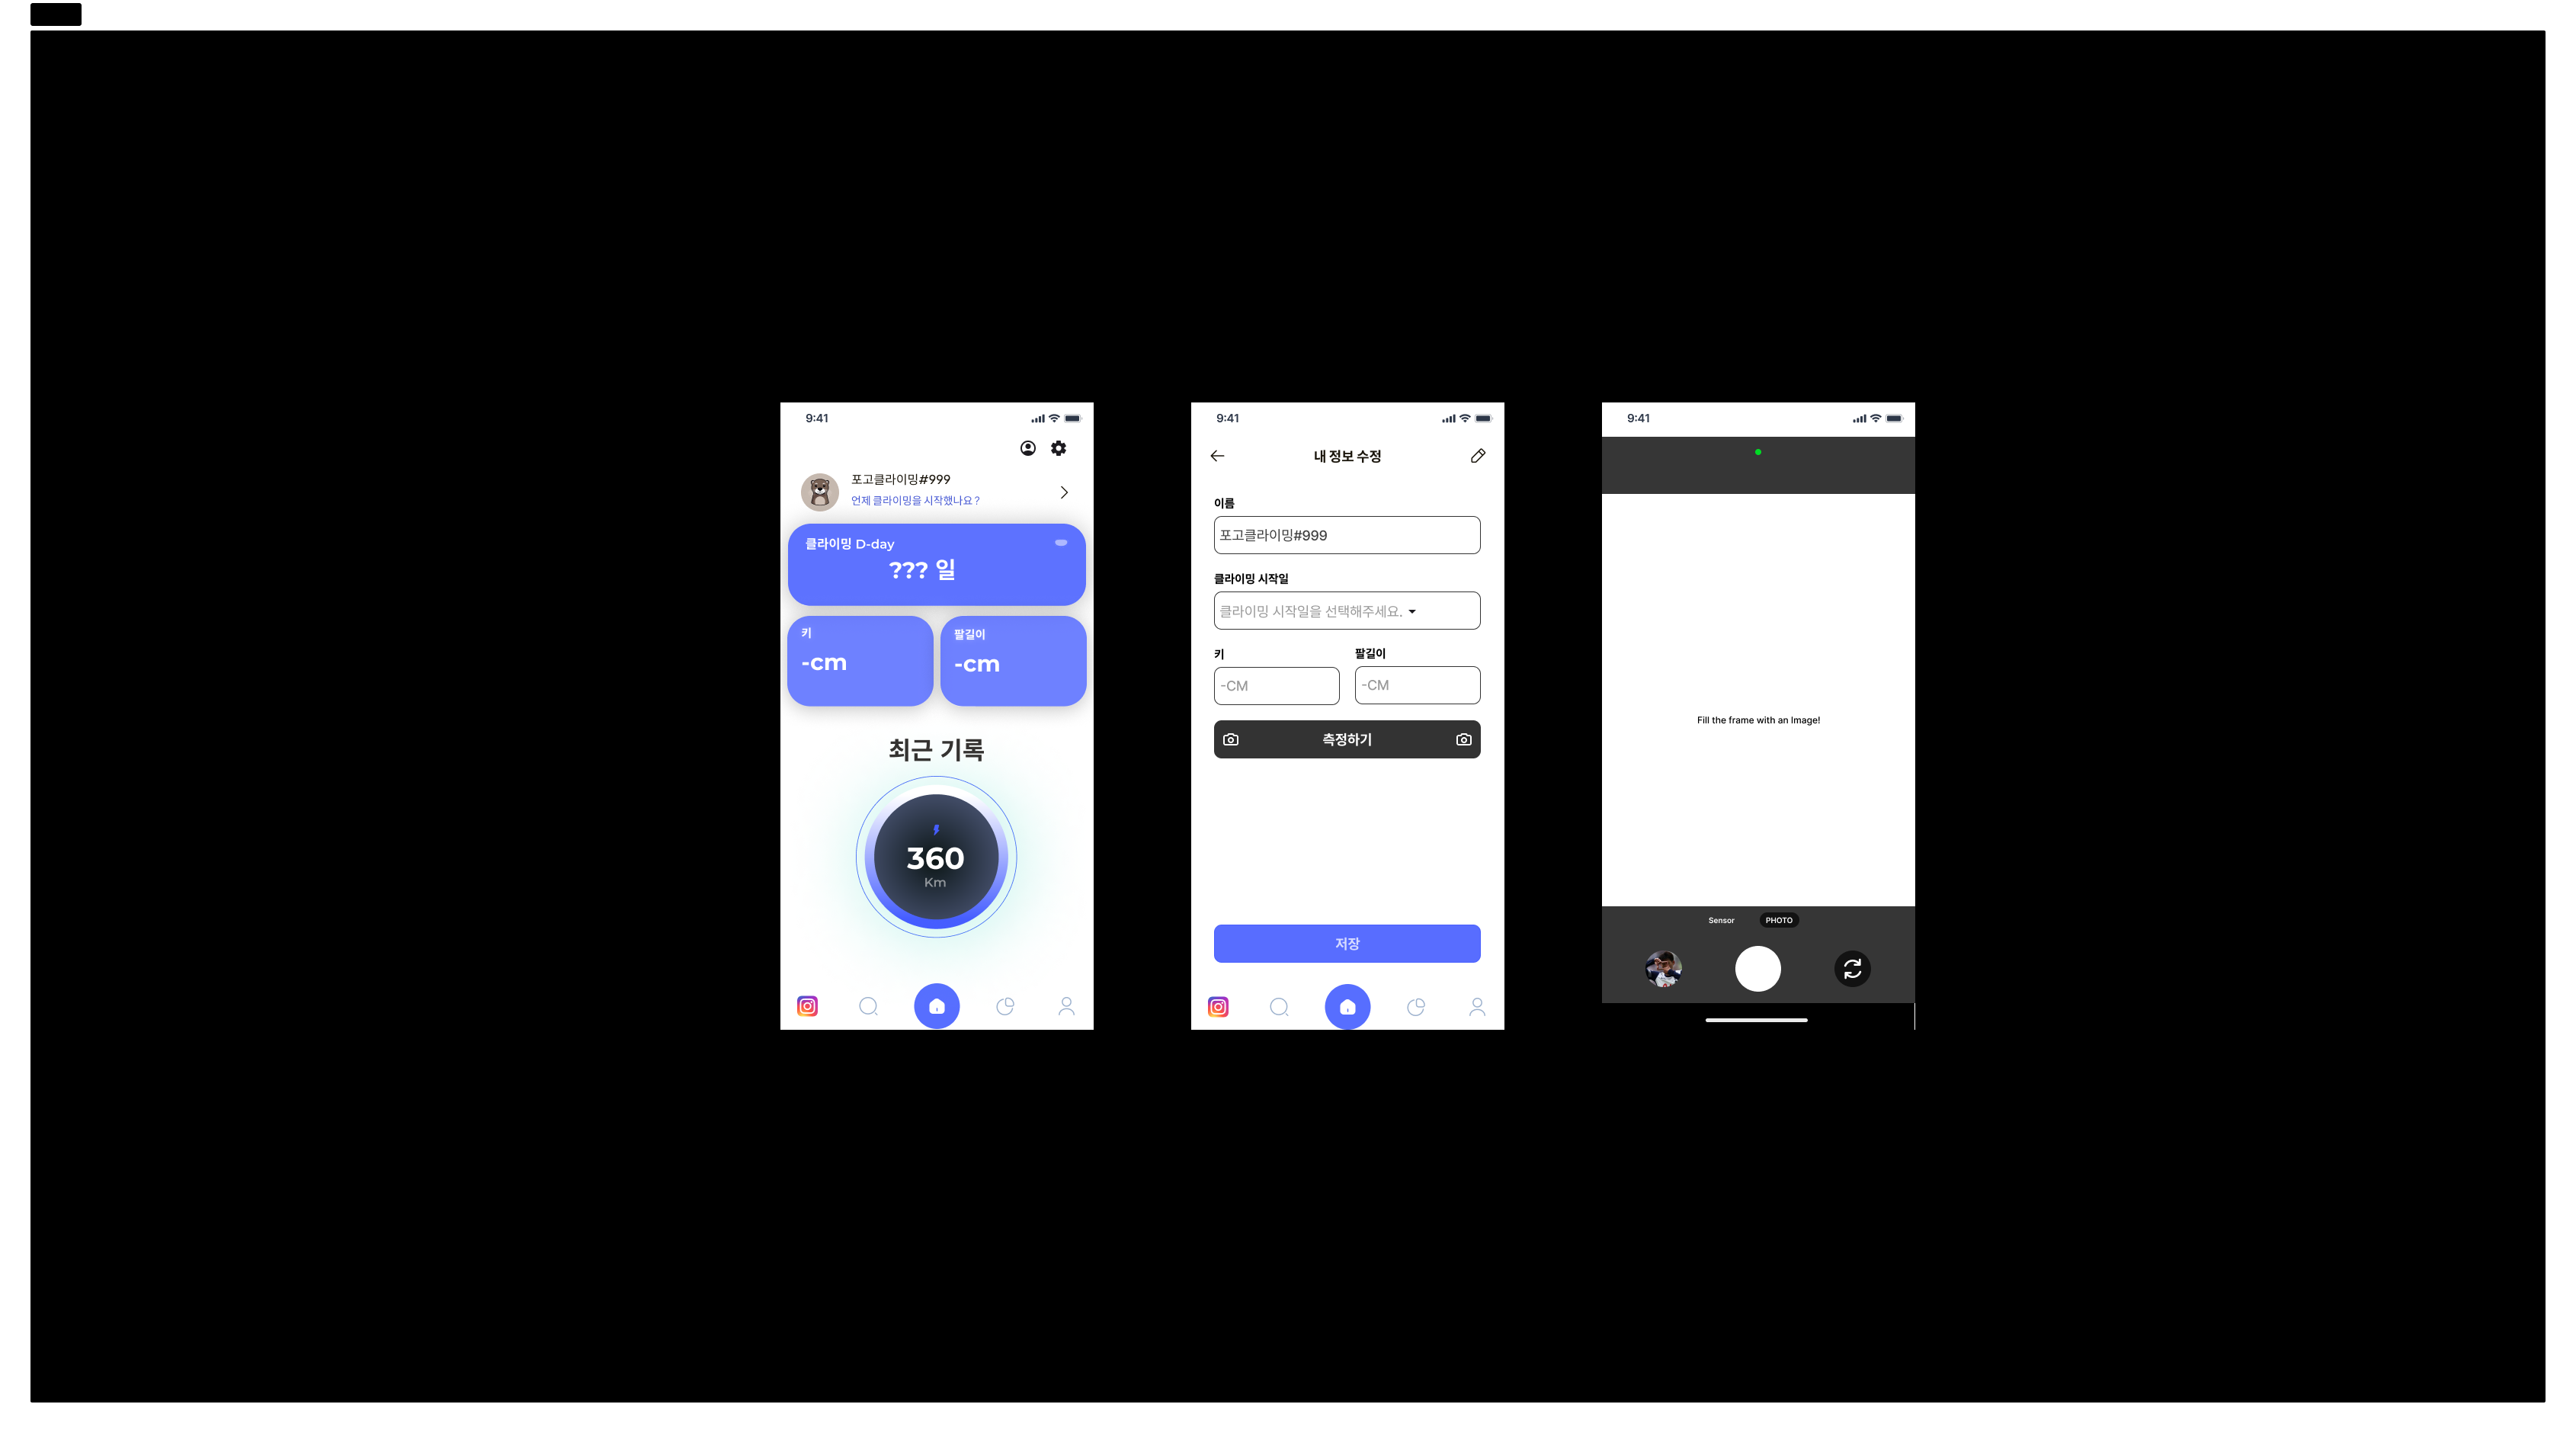 9:41
포고클라이밍#999
언제 클라이밍을 시작했나요 ?
클라이밍 D-day
??? 일
키
-cm
팔길이
-cm
최근 기록
360
Km
9:41
내 정보 수정
이름
포고클라이밍#999
클라이밍 시작일
클라이밍 시작일을 선택해주세요.
키
팔길이
-CM
-CM
측정하기
저장
9:41
Fill the frame with an Image!
Sensor
PHOTO